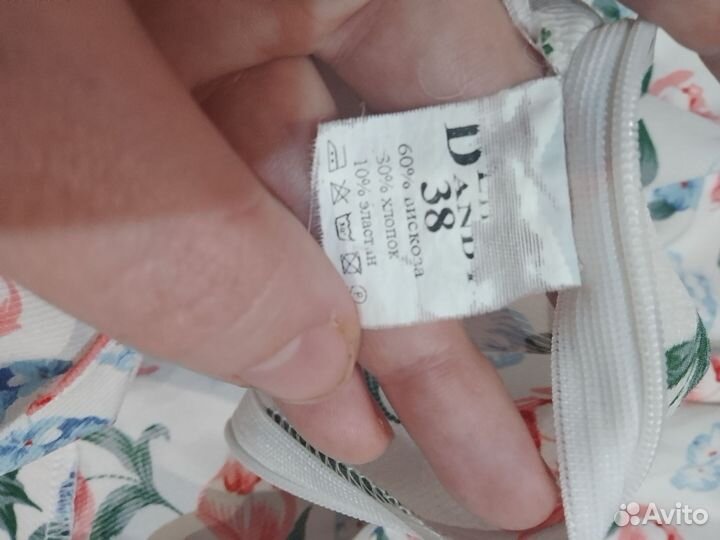 38
60% вискоза
30% хлопок
10% эластан
Avito